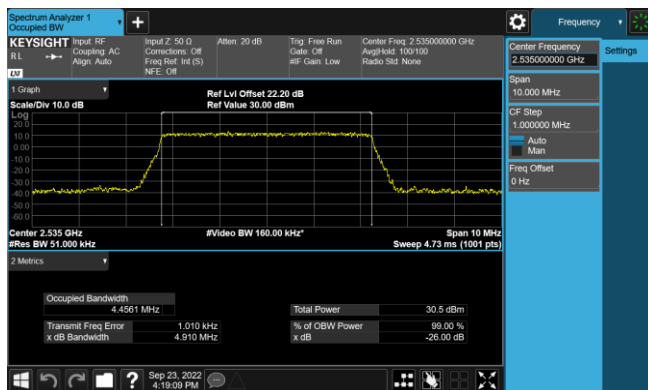 Spectrum Analyzer 1
Occupied BW
+
Frequency
KEYSIGHT
RL
LXI
Input: RF
Coupling: AC
Align: Auto
Input Z: 50 Ω
Corrections: Off
Freq Ref: Int (S)
NFE: Off
Atten: 20 dB
Trig: Free Run
Gate: Off
#IF Gain: Low
Center Freq: 2.535000000 GHz
Avg|Hold: 100/100
Radio Std: None
Center Frequency
2.535000000 GHz
Settings
Span
10.000 MHz
CF Step
1.000000 MHz
Auto
Man
Freq Offset
0 Hz
1 Graph
Scale/Div 10.0 dB
Ref Lvl Offset 22.20 dB
Ref Value 30.00 dBm
Log
20.0
10.0
0.00
-10.0
-20.0
-30.0
-40.0
-50.0
-60.0
Center 2.535 GHz
#Res BW 51.000 kHz
#Video BW 160.00 kHz*
Span 10 MHz
Sweep 4.73 ms (1001 pts)
2 Metrics
Occupied Bandwidth
4.4561 MHz
Total Power 30.5 dBm
Transmit Freq Error 1.010 kHz
% of OBW Power 99.00 %
x dB Bandwidth 4.910 MHz
x dB -26.00 dB
?
Sep 23, 2022
4:19:09 PM